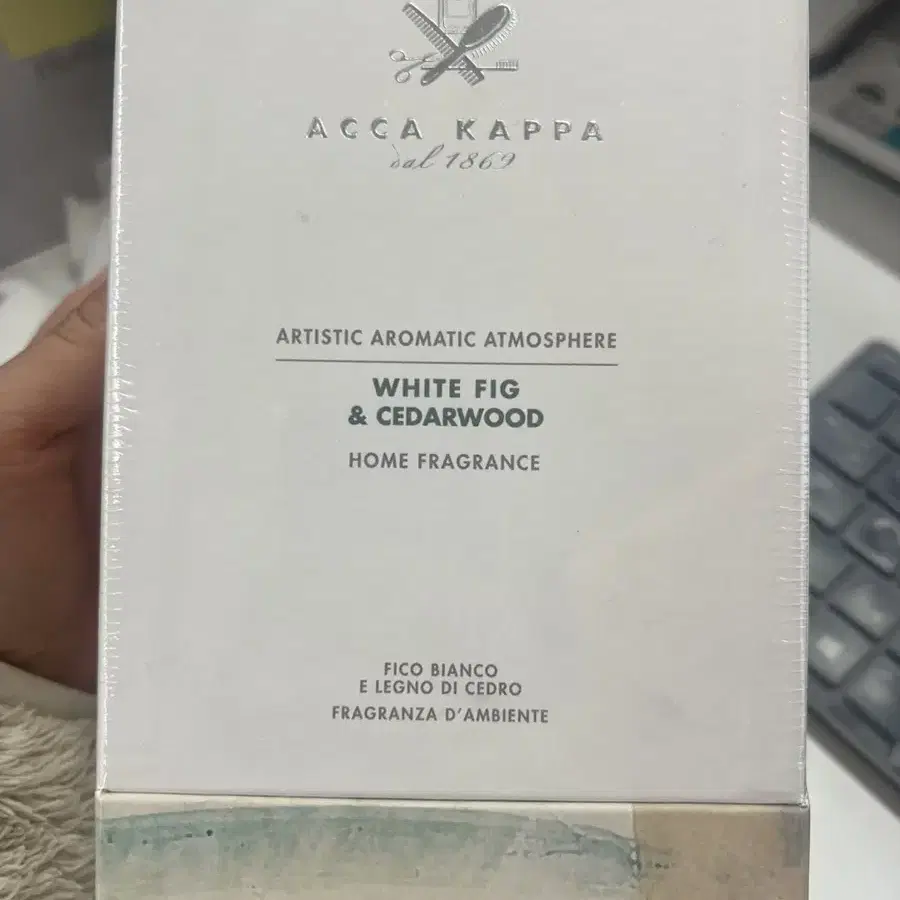 ACCA KAPPA
dal 1869
ARTISTIC AROMATIC ATMOSPHERE
WHITE FIG
& CEDARWOOD
HOME FRAGRANCE
FICO BIANCO
E LEGNO DI CEDRO
FRAGRANZA D'AMBIENTE